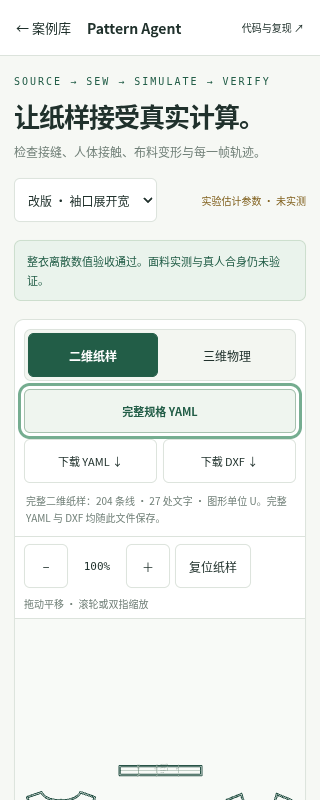 ← 案例库 Pattern Agent 代码与复现 ↗
SOURCE → SEW → SIMULATE → VERIFY
让纸样接受真实计算。
检查接缝、人体接触、布料变形与每一帧轨迹。
改版 · 袖口展开宽 实验估计参数 · 未实测
整衣离散数值验收通过。面料实测与真人合身仍未验
证。
二维纸样 三维物理
完整规格 YAML
下载 YAML ↓ 下载 DXF ↓
完整二维纸样：204 条线 · 27 处文字 · 图形单位 U。完整
YAML 与 DXF 均随此文件保存。
− 100% ＋ 复位纸样
拖动平移 · 滚轮或双指缩放